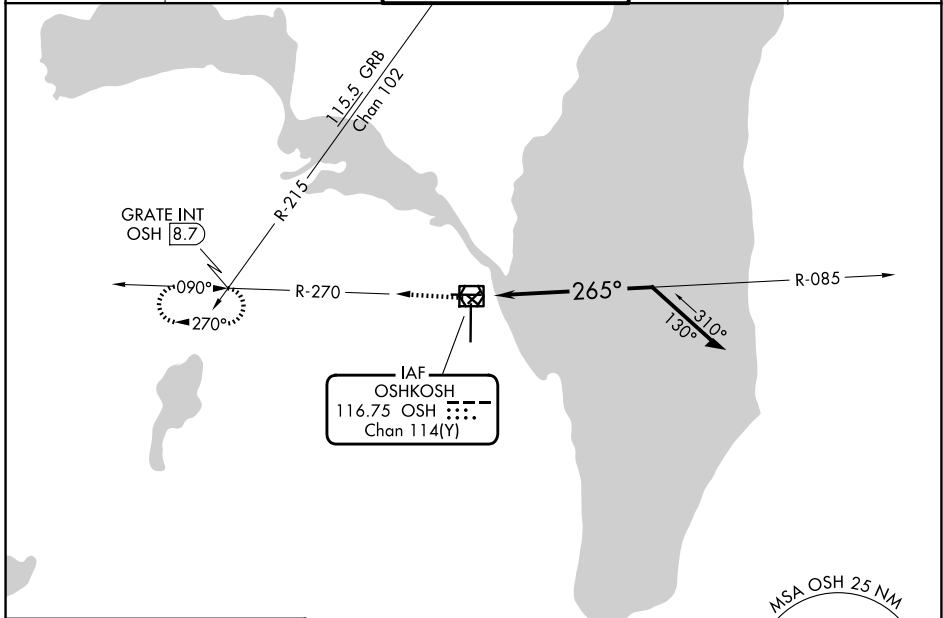 115.5 GRB
Chan 102
R-215
GRATE INT
OSH 8.7
090°
270°
R-270
265°
R-085
310°
130°
IAF
OSHKOSH
116.75 OSH
Chan 114(Y)
MSA OSH 25 NM